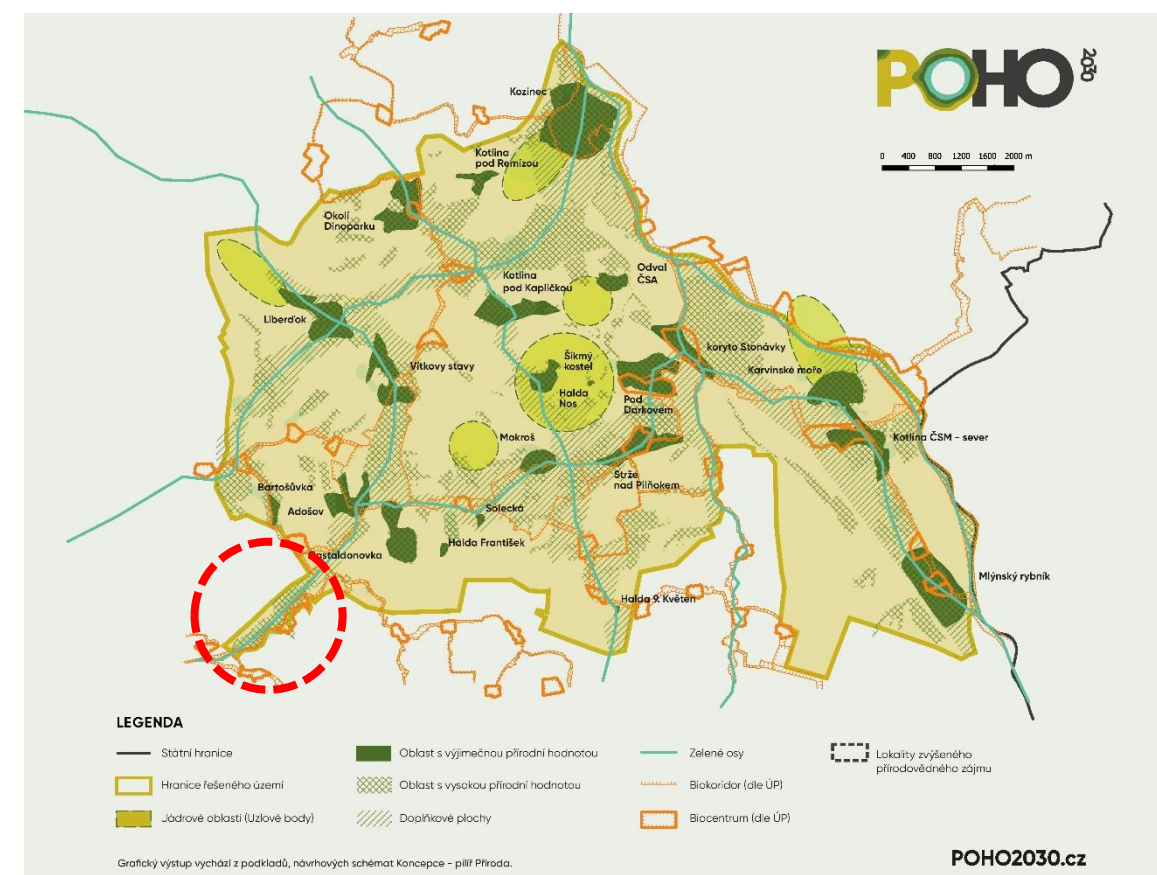 POHO
2030
0 400 800 1200 1600 2000 m
Kozinec
Kotlina
pod Remízou
Okolí
Dinoparku
Kotlina
pod Kapličkou
Odval
ČSA
Liberďok
Vítkovy stavy
Šikmý
kostel
Halda
Nos
koryto Stonávky
Karvinské moře
Pod
Darkovem
Mokroš
Kotlina ČSM - sever
Strže
nad Pilňokem
Bartošůvka
Adošov
Solecká
Halda František
Gastaldonovka
Mlýnský rybník
Halda 9. Květen
LEGENDA
Státní hranice
Oblast s výjimečnou přírodní hodnotou
Zelené osy
Lokality zvýšeného
přírodovědného zájmu
Hranice řešeného území
Oblast s vysokou přírodní hodnotou
Biokoridor (dle ÚP)
Jádrové oblasti (Uzlové body)
Doplňkové plochy
Biocentrum (dle ÚP)
Grafický výstup vychází z podkladů, návrhových schémat Koncepce - pilíř Příroda.
POHO2030.cz